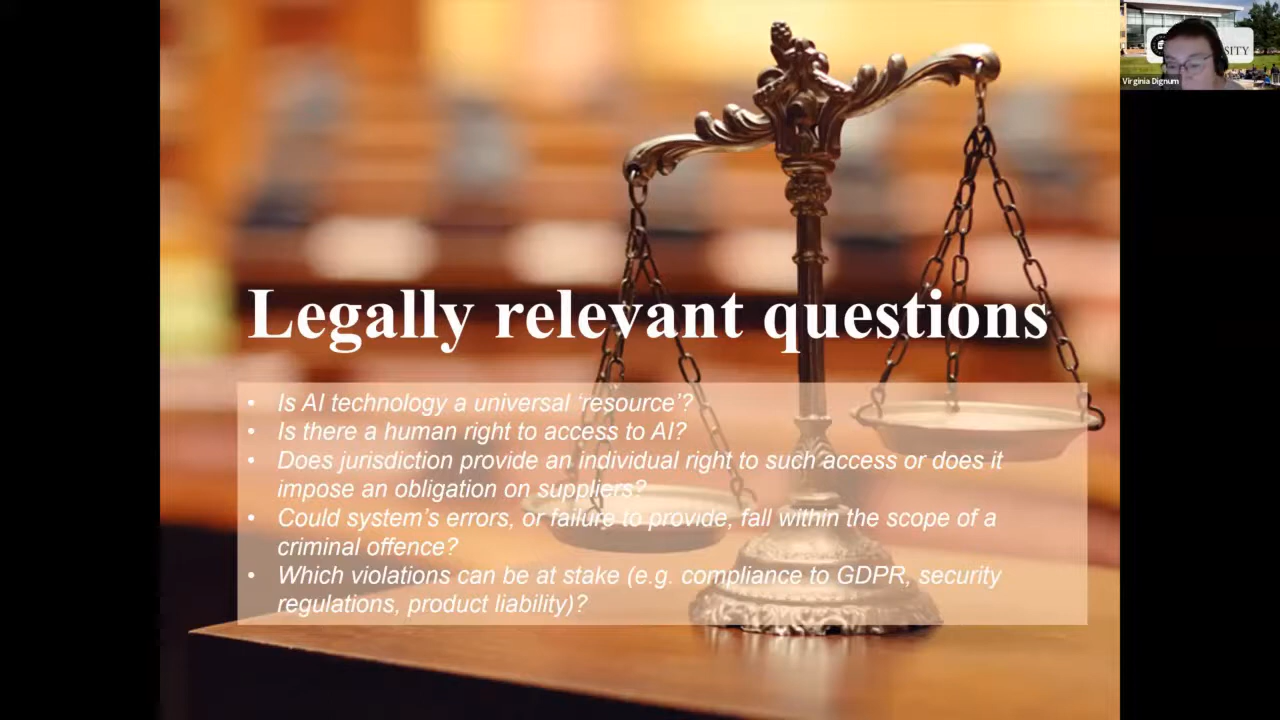 SITY
Virginia Dignum
Legally relevant questions
• Is AI technology a universal ‘resource’?
• Is there a human right to access to AI?
• Does jurisdiction provide an individual right to such access or does it
impose an obligation on suppliers?
• Could system’s errors, or failure to provide, fall within the scope of a
criminal offence?
• Which violations can be at stake (e.g. compliance to GDPR, security
regulations, product liability)?